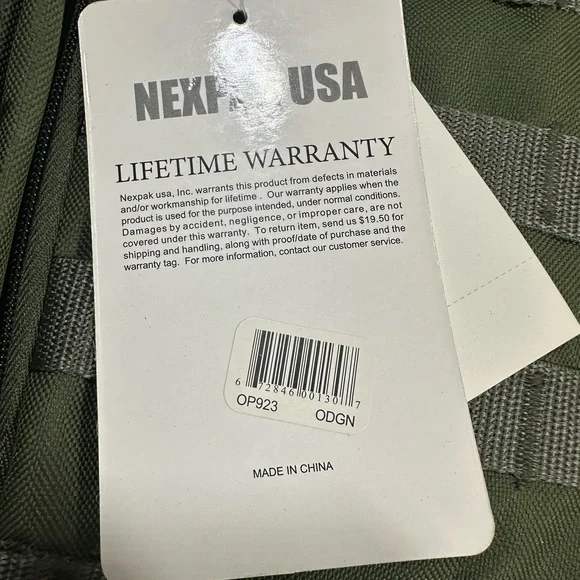 NEXPAK USA
LIFETIME WARRANTY
Nexpak usa, Inc. warrants this product from defects in materials
and/or workmanship for lifetime . Our warranty applies when the
product is used for the purpose intended, under normal conditions.
Damages by accident, negligence, or improper care, are not
covered under this warranty. To return item, send us $19.50 for
shipping and handling, along with proof/date of purchase and the
warranty tag. For more information, contact our customer service.
6 72846 00130 7
OP923 ODGN
MADE IN CHINA